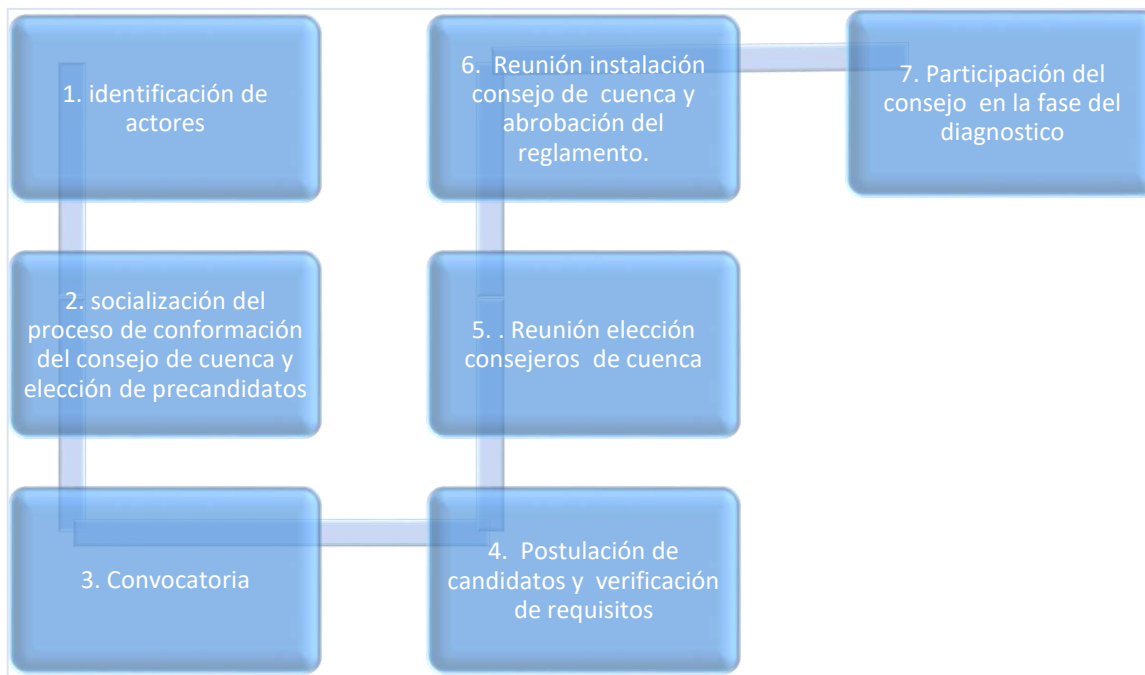 1. identificación de
actores
2. socialización del
proceso de conformación
del consejo de cuenca y
elección de precandidatos
3. Convocatoria
4. Postulación de
candidatos y verificación
de requisitos
5. . Reunión elección
consejeros de cuenca
6. Reunión instalación
consejo de cuenca y
abrobación del
reglamento.
7. Participación del
consejo en la fase del
diagnostico